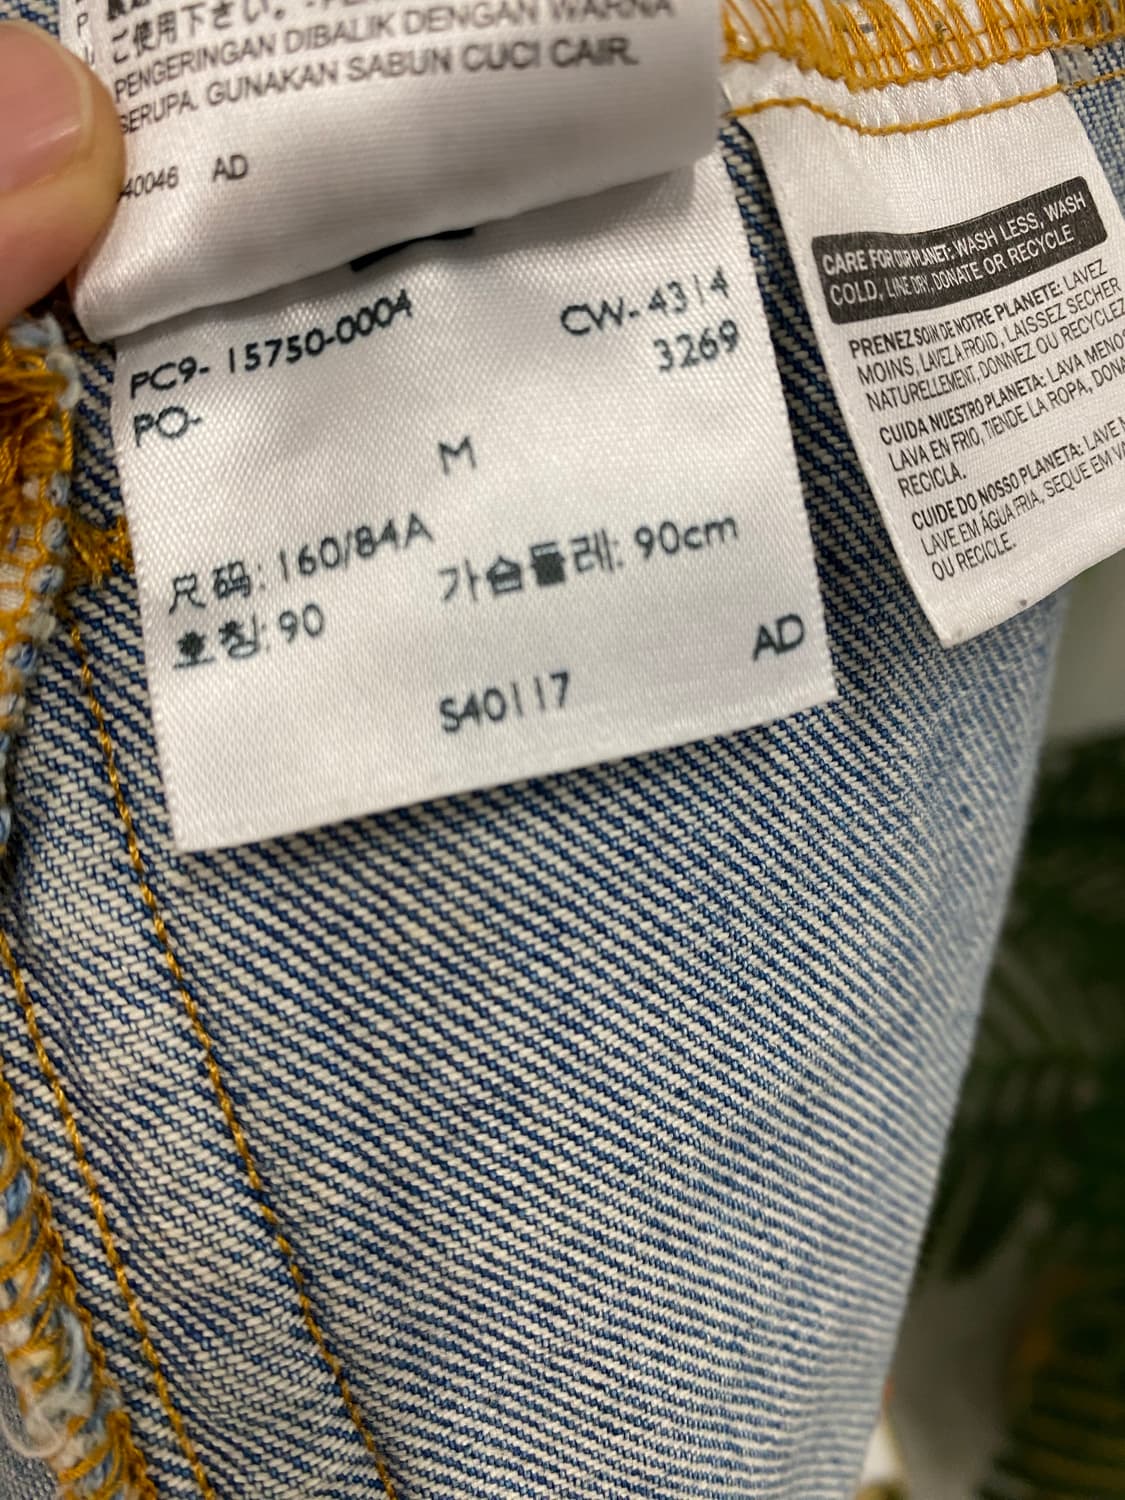 ご使用下さい。
PENGERINGAN DIBALIK DENGAN WARNA
SERUPA. GUNAKAN SABUN CUCI CAIR.
40046 AD
PC9- 15750-0004
CW-4314
PO-
3269
M
尺码: 160/84A
가슴둘레: 90cm
호칭: 90
AD
S40117
CARE FOR OUR PLANET: WASH LESS, WASH
COLD, LINE DRY, DONATE OR RECYCLE
PRENEZ SOIN DE NOTRE PLANETE: LAVEZ
MOINS, LAVEZ A FROID, LAISSEZ SECHER
NATURELLEMENT, DONNEZ OU RECYCLEZ
CUIDA NUESTRO PLANETA: LAVA MENO
LAVA EN FRIO, TIENDE LA ROPA, DONA
RECICLA.
CUIDE DO NOSSO PLANETA: LAVE
LAVE EM ÁGUA FRIA, SEQUE EM
OU RECICLE.